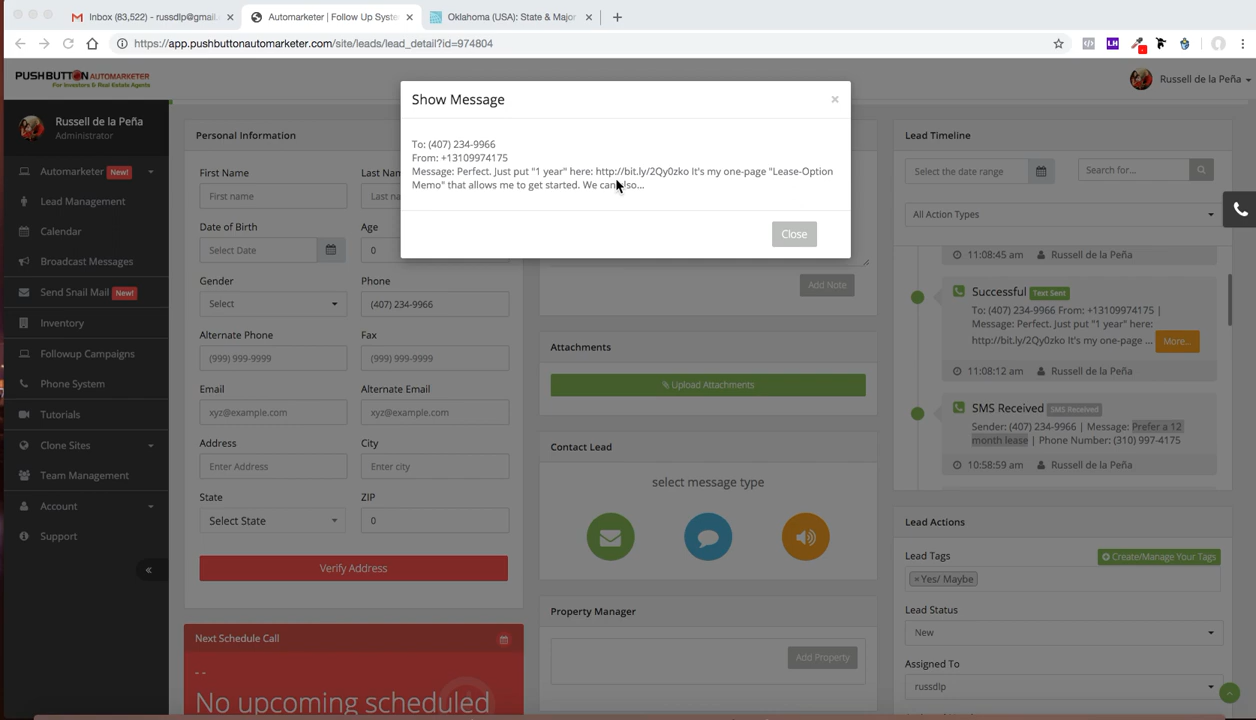 Inbox (83,522) - russdlp@gmail.
Automarketer | Follow Up Syste
Oklahoma (USA): State & Major
https://app.pushbuttonautomarketer.com/site/leads/lead_detail?id=974804
LH
PUSHBUTTON AUTOMARKETER
For Investors & Real Estate Agents
Russell de la Peña
Russell de la Peña
Administrator
Automarketer New!
Lead Management
Calendar
Broadcast Messages
Send Snail Mail New!
Inventory
Followup Campaigns
Phone System
Tutorials
Clone Sites
Team Management
Account
Support
Show Message
×
To: (407) 234-9966
From: +13109974175
Message: Perfect. Just put "1 year" here: http://bit.ly/2Qy0zko It's my one-page "Lease-Option
Memo" that allows me to get started. We can also...
Close
Personal Information
First Name
Last Nam
First name
Last na
Date of Birth
Age
Select Date
0
Gender
Phone
Select
(407) 234-9966
Alternate Phone
Fax
(999) 999-9999
(999) 999-9999
Email
Alternate Email
xyz@example.com
xyz@example.com
Address
City
Enter Address
Enter city
State
ZIP
Select State
0
Verify Address
Next Schedule Call
- -
No upcoming scheduled
Add Note
Attachments
Upload Attachments
Contact Lead
select message type
Property Manager
Add Property
Lead Timeline
Select the date range
Search for...
All Action Types
11:08:45 am Russell de la Peña
Successful Text Sent
To: (407) 234-9966 From: +13109974175 |
Message: Perfect. Just put "1 year" here:
http://bit.ly/2Qy0zko It's my one-page ... More...
11:08:12 am Russell de la Peña
SMS Received SMS Received
Sender: (407) 234-9966 | Message: Prefer a 12
month lease | Phone Number: (310) 997-4175
10:58:59 am Russell de la Peña
Lead Actions
Lead Tags
Create/Manage Your Tags
×Yes/ Maybe
Lead Status
New
Assigned To
russdlp